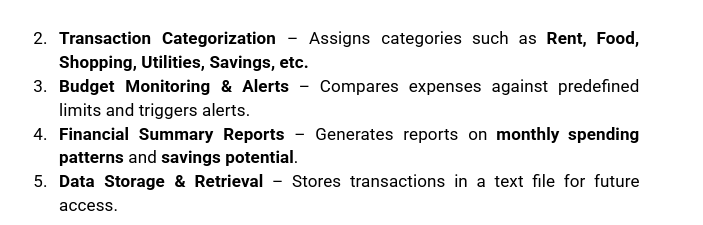 2. Transaction Categorization – Assigns categories such as Rent, Food,
Shopping, Utilities, Savings, etc.
3. Budget Monitoring & Alerts – Compares expenses against predefined
limits and triggers alerts.
4. Financial Summary Reports – Generates reports on monthly spending
patterns and savings potential.
5. Data Storage & Retrieval – Stores transactions in a text file for future
access.